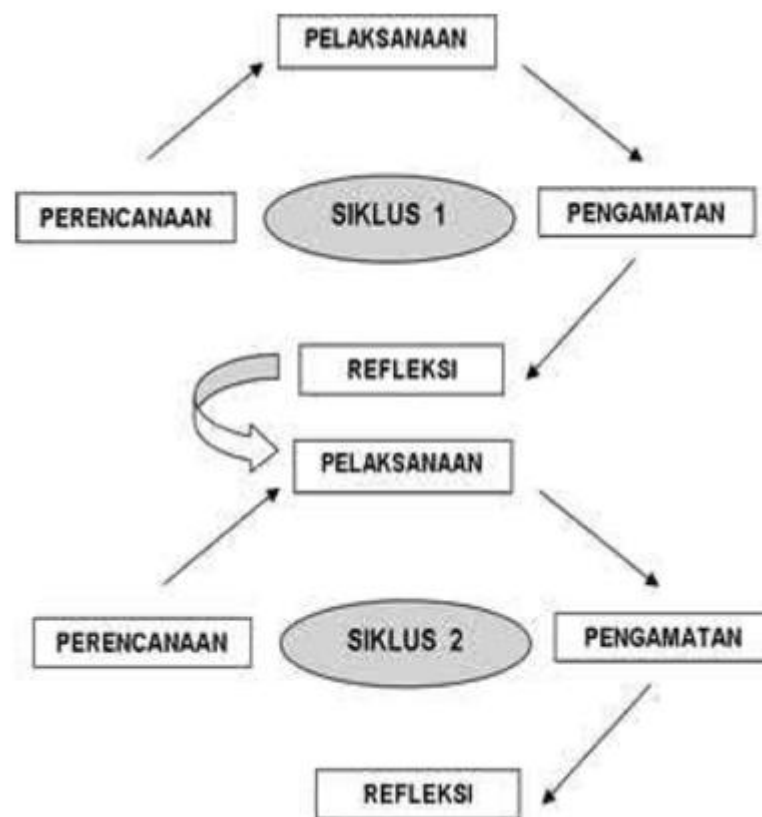 PELAKSANAAN
PERENCANAAN
SIKLUS 1
PENGAMATAN
REFLEKSI
PELAKSANAAN
PERENCANAAN
SIKLUS 2
PENGAMATAN
REFLEKSI